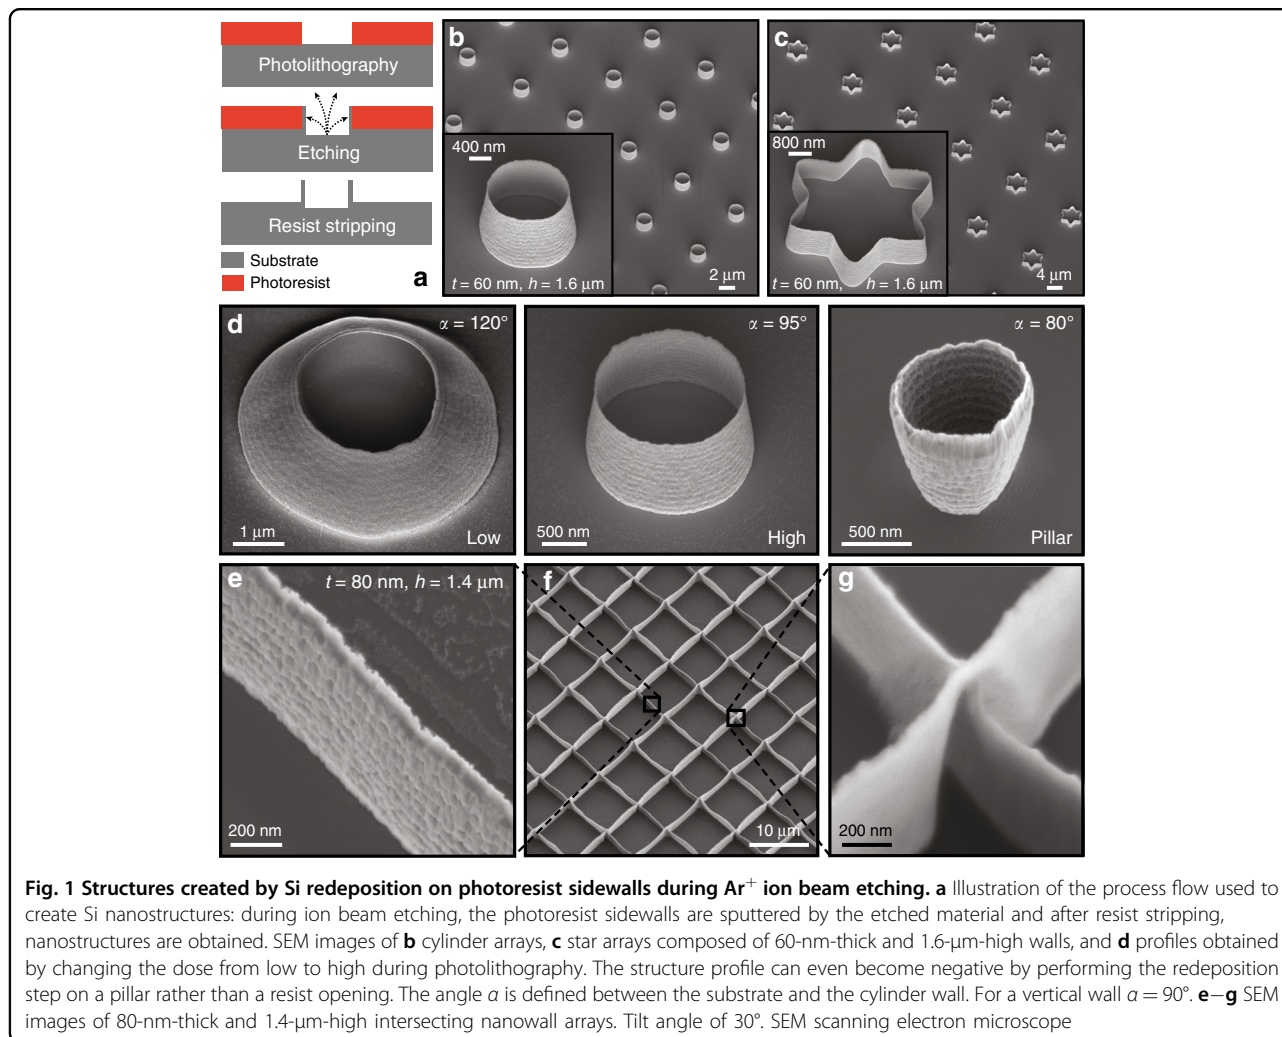 Photolithography
Etching
Resist stripping
Substrate
Photoresist
a
b
400 nm
t = 60 nm, h = 1.6 µm
2 µm
c
800 nm
t = 60 nm, h = 1.6 µm
4 µm
d
α = 120°
1 µm
Low
α = 95°
500 nm
High
α = 80°
500 nm
Pillar
e
t = 80 nm, h = 1.4 µm
200 nm
f
10 µm
g
200 nm
Fig. 1 Structures created by Si redeposition on photoresist sidewalls during Ar⁺ ion beam etching. a Illustration of the process flow used to
create Si nanostructures: during ion beam etching, the photoresist sidewalls are sputtered by the etched material and after resist stripping,
nanostructures are obtained. SEM images of b cylinder arrays, c star arrays composed of 60-nm-thick and 1.6-µm-high walls, and d profiles obtained
by changing the dose from low to high during photolithography. The structure profile can even become negative by performing the redeposition
step on a pillar rather than a resist opening. The angle α is defined between the substrate and the cylinder wall. For a vertical wall α = 90°. e–g SEM
images of 80-nm-thick and 1.4-µm-high intersecting nanowall arrays. Tilt angle of 30°. SEM scanning electron microscope